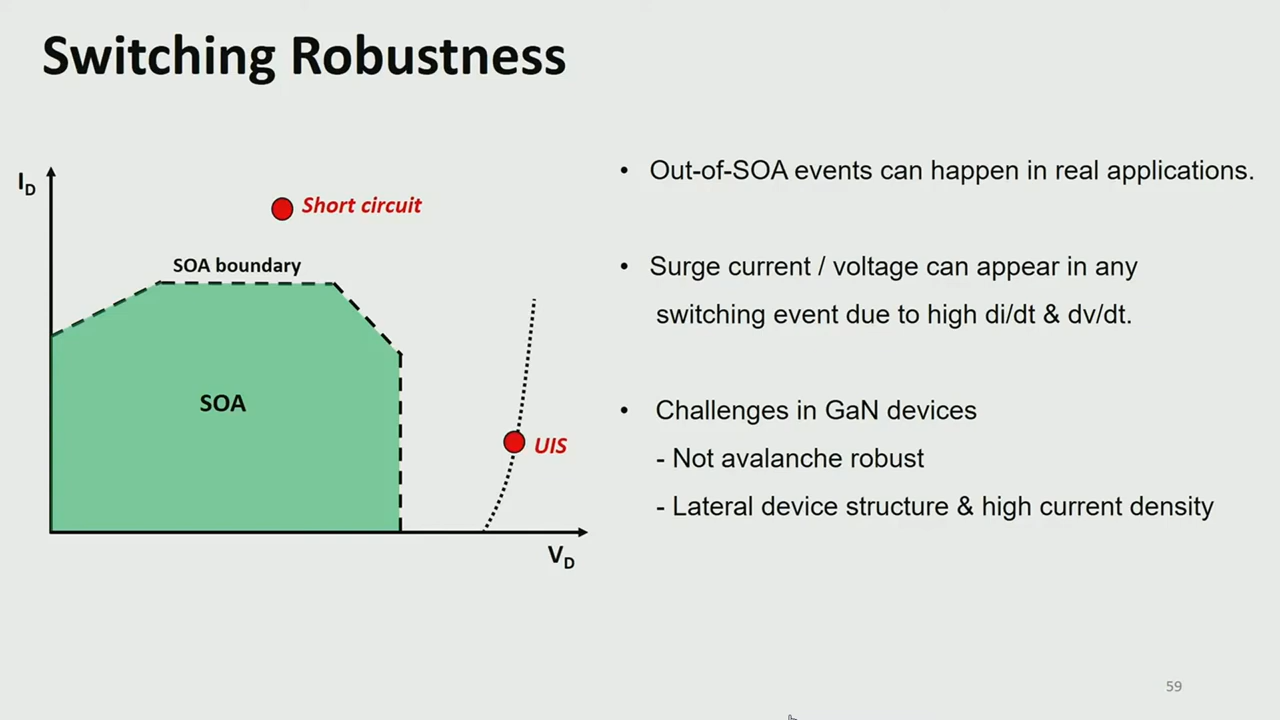 Switching Robustness
I_D
Short circuit
SOA boundary
SOA
UIS
V_D
• Out-of-SOA events can happen in real applications.
• Surge current / voltage can appear in any
switching event due to high di/dt & dv/dt.
• Challenges in GaN devices
- Not avalanche robust
- Lateral device structure & high current density
59